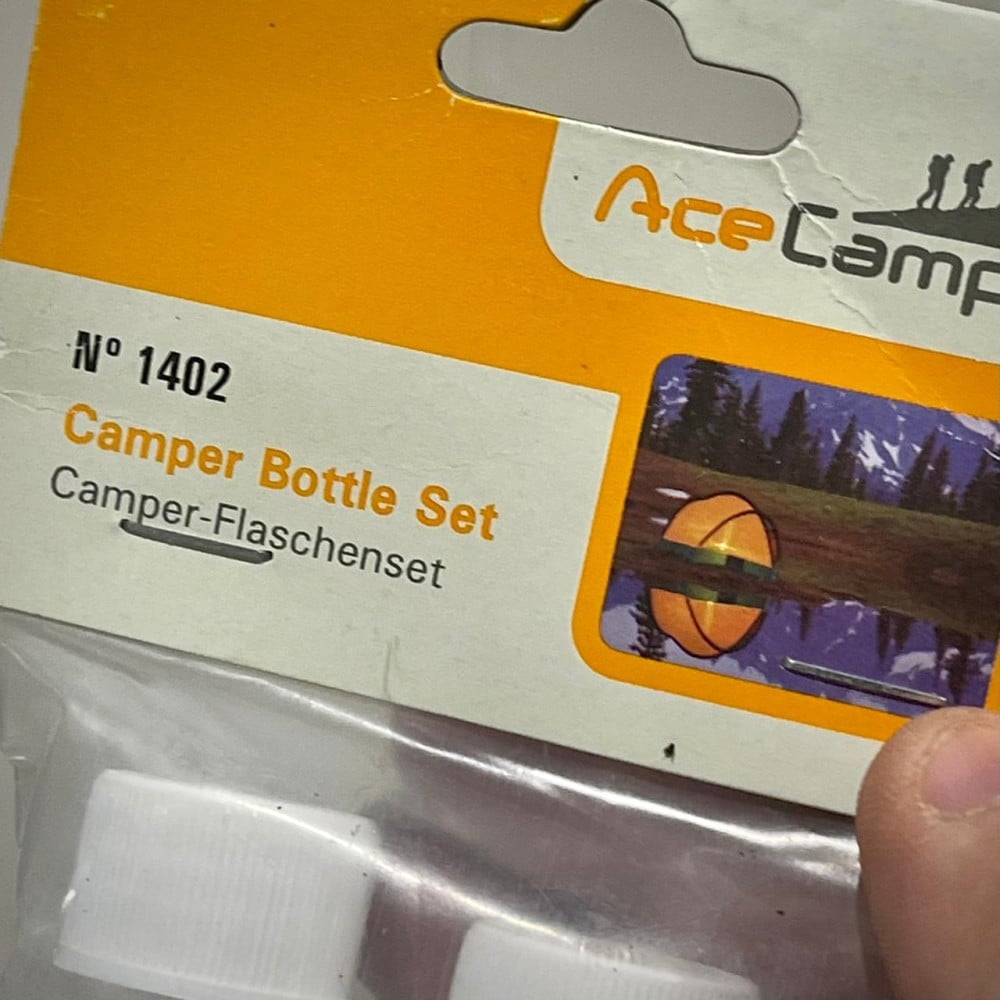 AceCamp
Nº 1402
Camper Bottle Set
Camper-Flaschenset